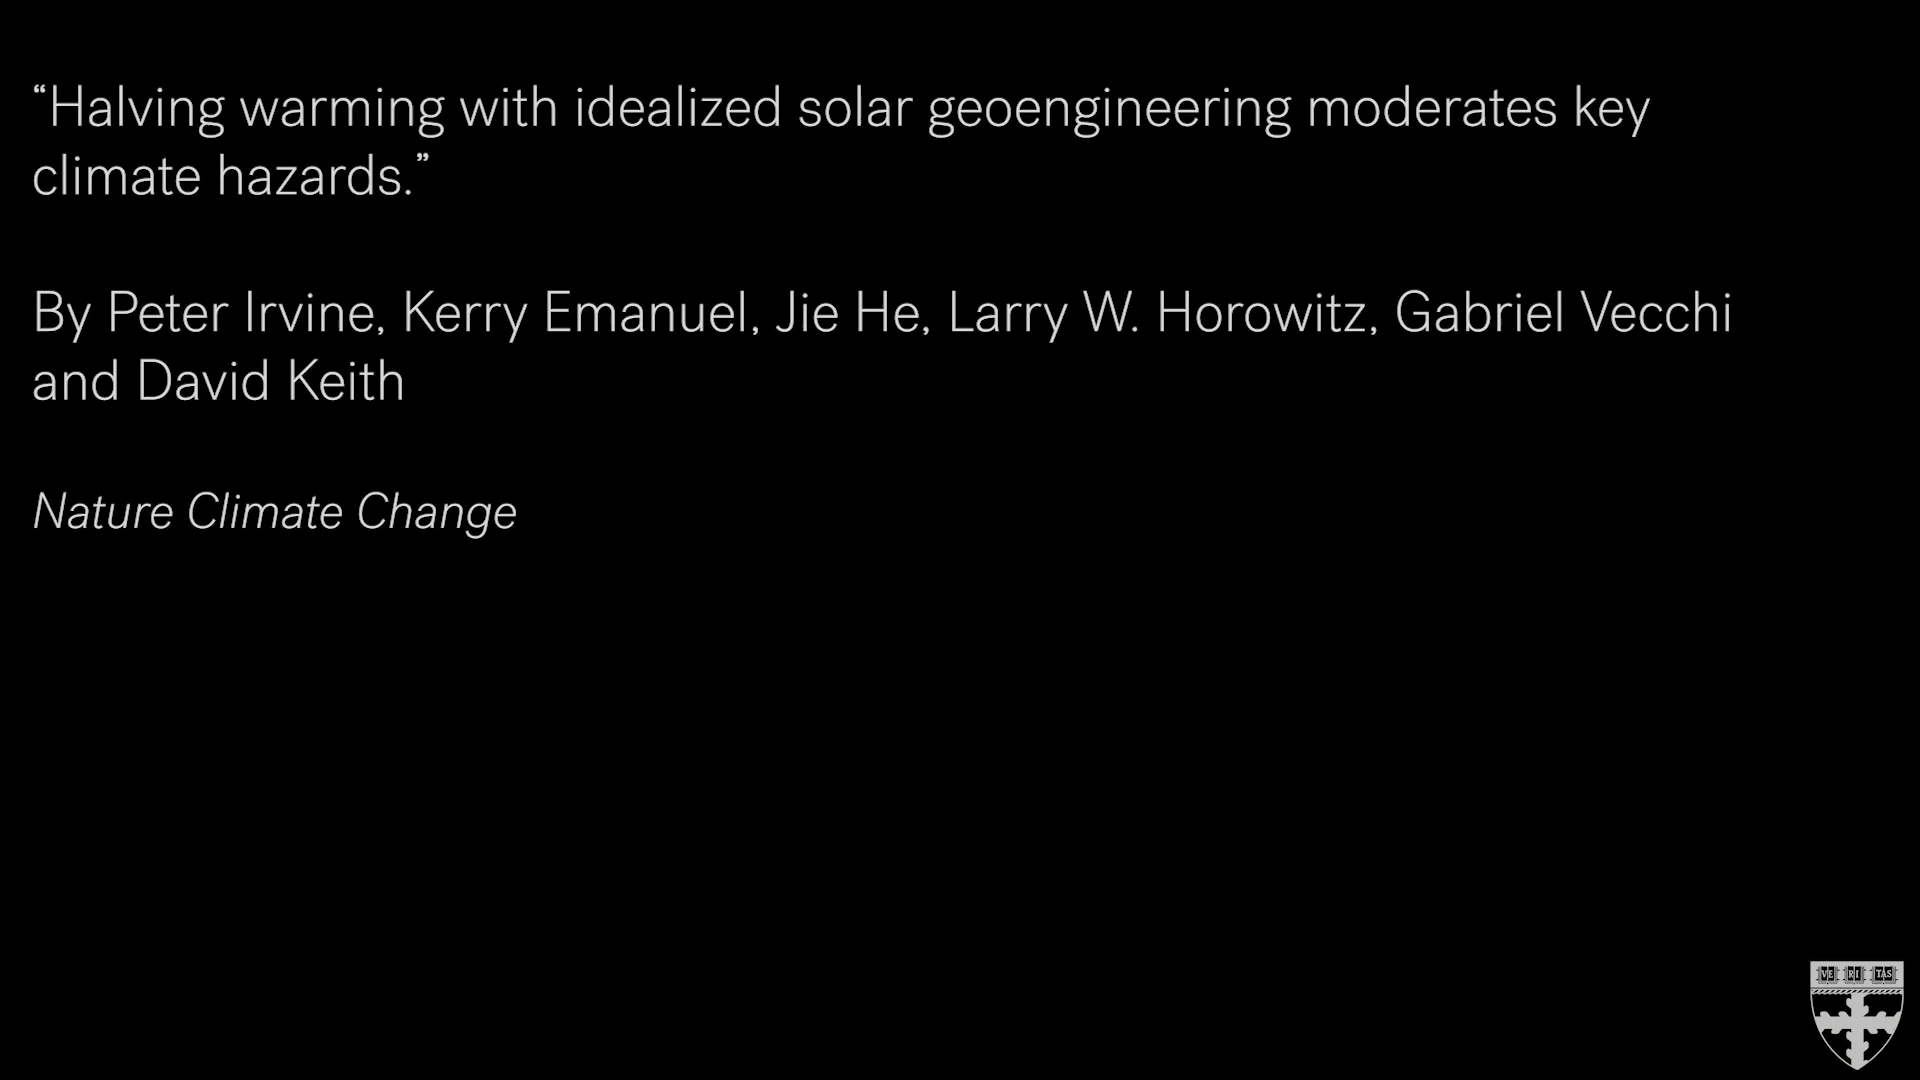 “Halving warming with idealized solar geoengineering moderates key
climate hazards.”
By Peter Irvine, Kerry Emanuel, Jie He, Larry W. Horowitz, Gabriel Vecchi
and David Keith
Nature Climate Change
VE RI TAS